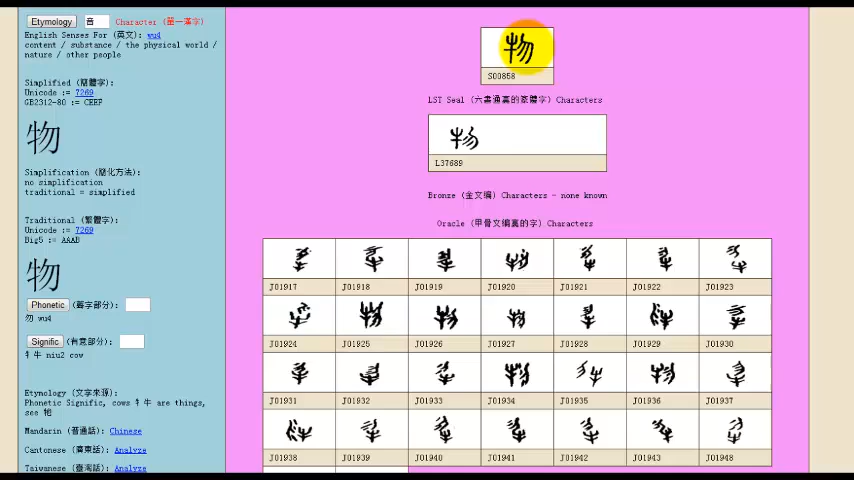 Etymology 音 Character (單一漢字)
English Senses For (英文): wu4
content / substance / the physical world /
nature / other people
Simplified (簡體字):
Unicode := 7269
GB2312-80 := CEEF
物
Simplification (簡化方法):
no simplification
traditional = simplified
Traditional (繁體字):
Unicode := 7269
Big5 := AAAB
物
Phonetic (聲字部分):
勿 wu4
Signific (有意部分):
牜牛 niu2 cow
Etymology (文字來源):
Phonetic Signific, cows 牜牛 are things,
see 牠
Mandarin (普通話): Chinese
Cantonese (廣東話): Analyze
Taiwanese (臺灣話): Analyze
物
S00858
LST Seal (六書通裏的篆體字) Characters
物
L37689
Bronze (金文编) Characters - none known
Oracle (甲骨文编裏的字) Characters
J01917 J01918 J01919 J01920 J01921 J01922 J01923
J01924 J01925 J01926 J01927 J01928 J01929 J01930
J01931 J01932 J01933 J01934 J01935 J01936 J01937
J01938 J01939 J01940 J01941 J01942 J01943 J01948